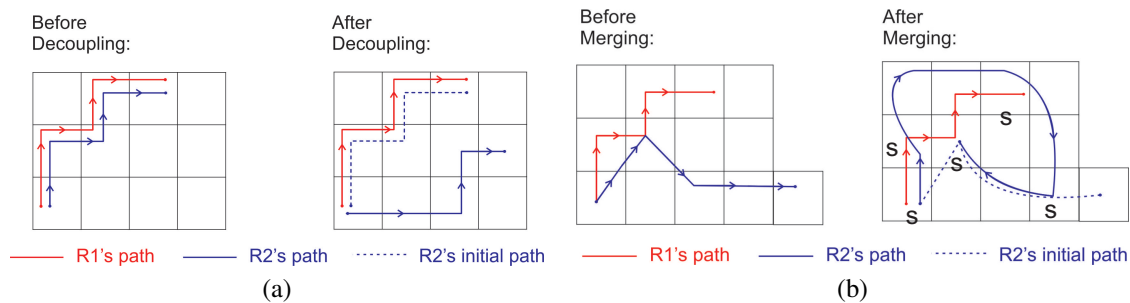 Before
Decoupling:
After
Decoupling:
Before
Merging:
After
Merging:
S
S
S
S
S
R1's path
R2's path
R2's initial path
R1's path
R2's path
R2's initial path
(a)
(b)